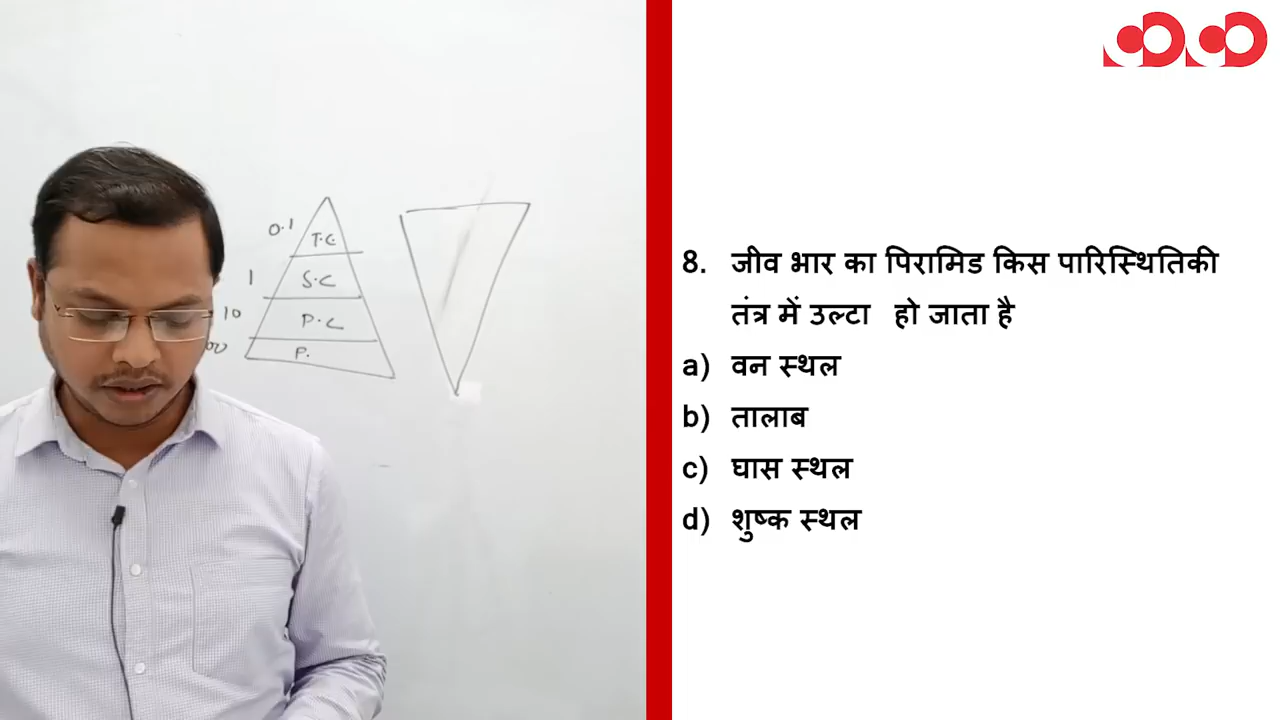 0.1
T.C
1
S.C
10
P.C
P.
8. जीव भार का पिरामिड किस पारिस्थितिकी
तंत्र में उल्टा हो जाता है
a) वन स्थल
b) तालाब
c) घास स्थल
d) शुष्क स्थल